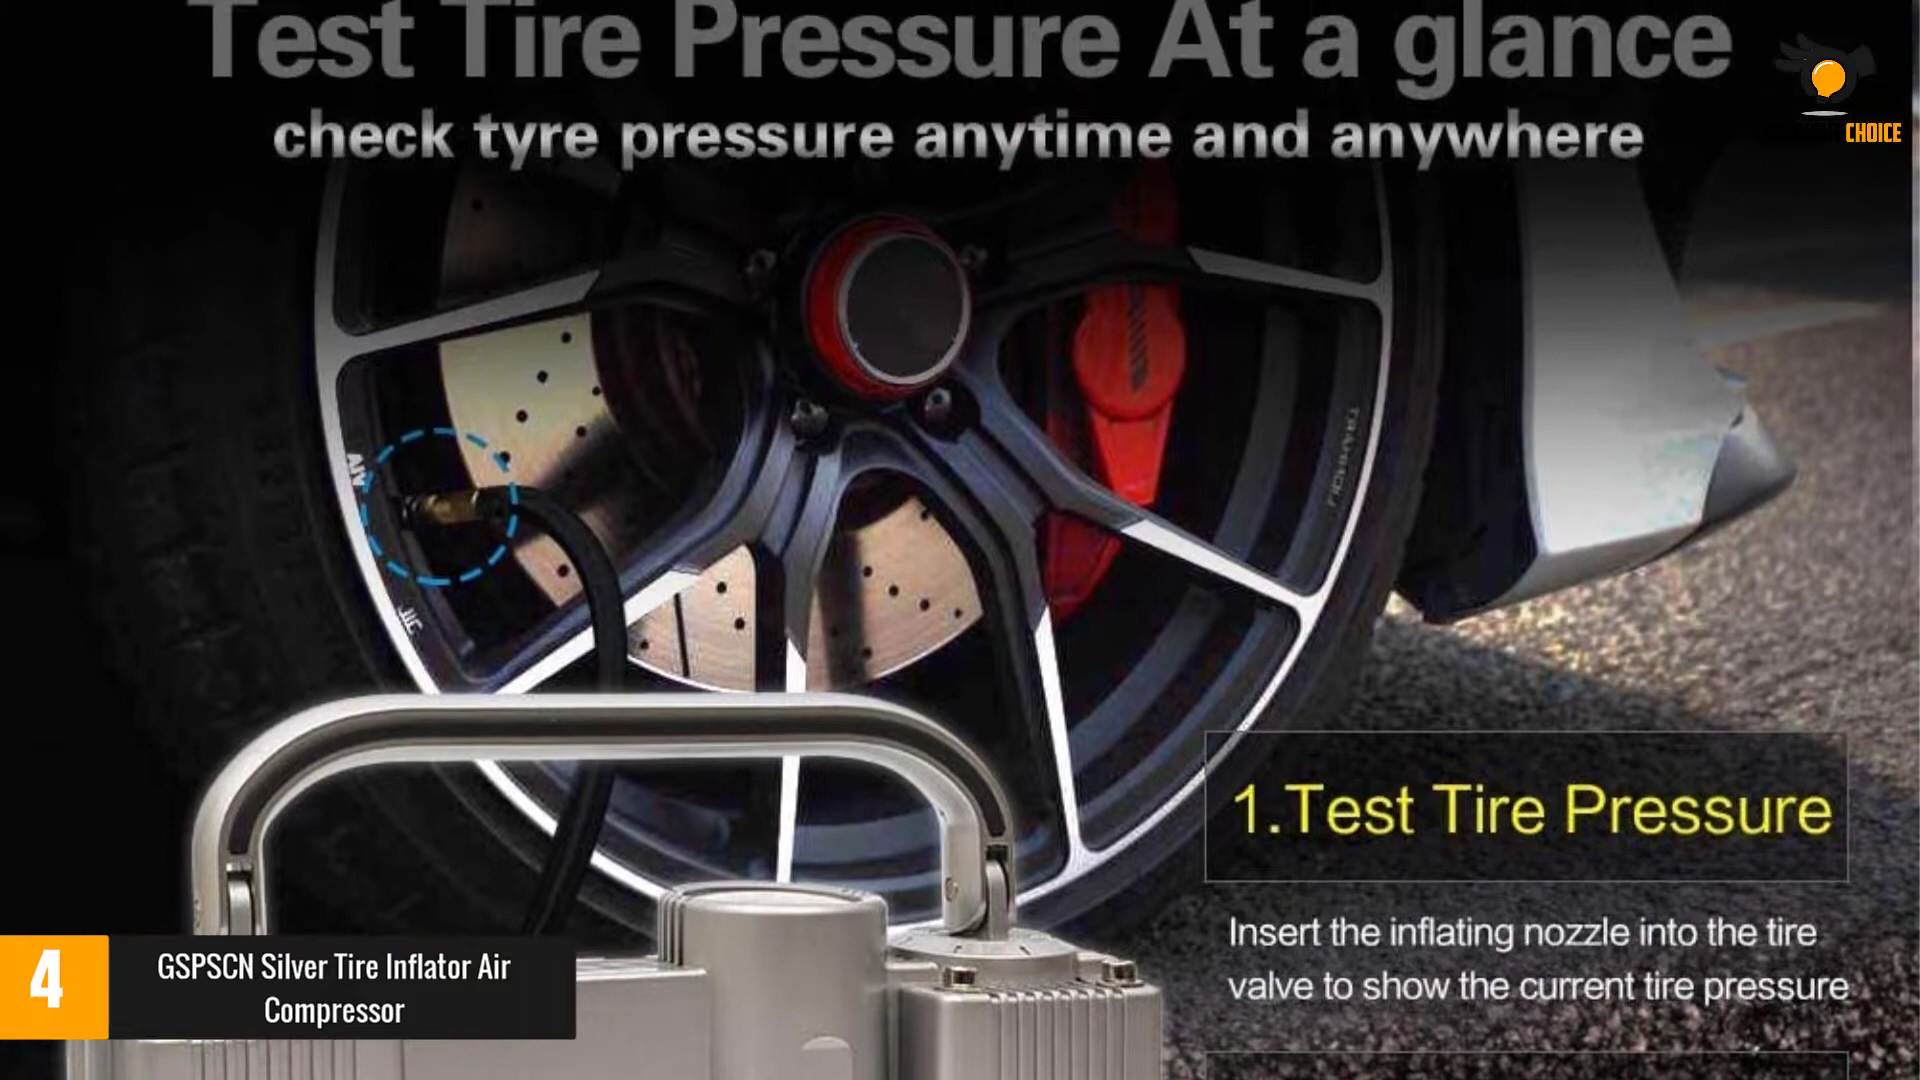 Test Tire Pressure At a glance
CHOICE
check tyre pressure anytime and anywhere
1.Test Tire Pressure
Insert the inflating nozzle into the tire
valve to show the current tire pressure
4
GSPSCN Silver Tire Inflator Air
Compressor